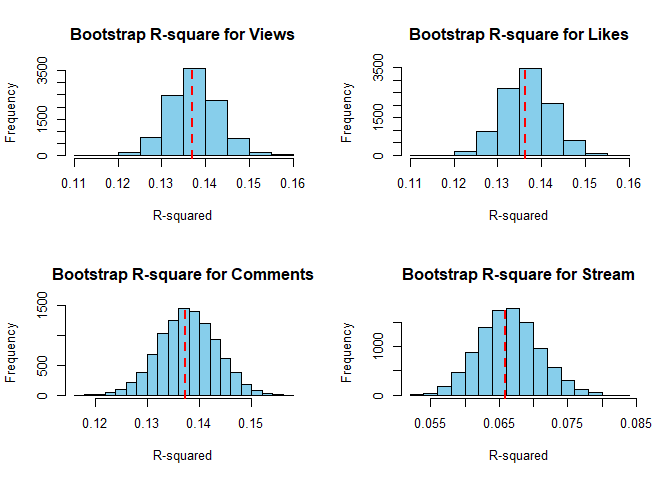 Bootstrap R-square for Views
Frequency
0 1500 3500
0.11 0.12 0.13 0.14 0.15 0.16
R-squared
Bootstrap R-square for Likes
Frequency
0 1500 3500
0.11 0.12 0.13 0.14 0.15 0.16
R-squared
Bootstrap R-square for Comments
Frequency
0 500 1500
0.12 0.13 0.14 0.15
R-squared
Bootstrap R-square for Stream
Frequency
0 1000
0.055 0.065 0.075 0.085
R-squared